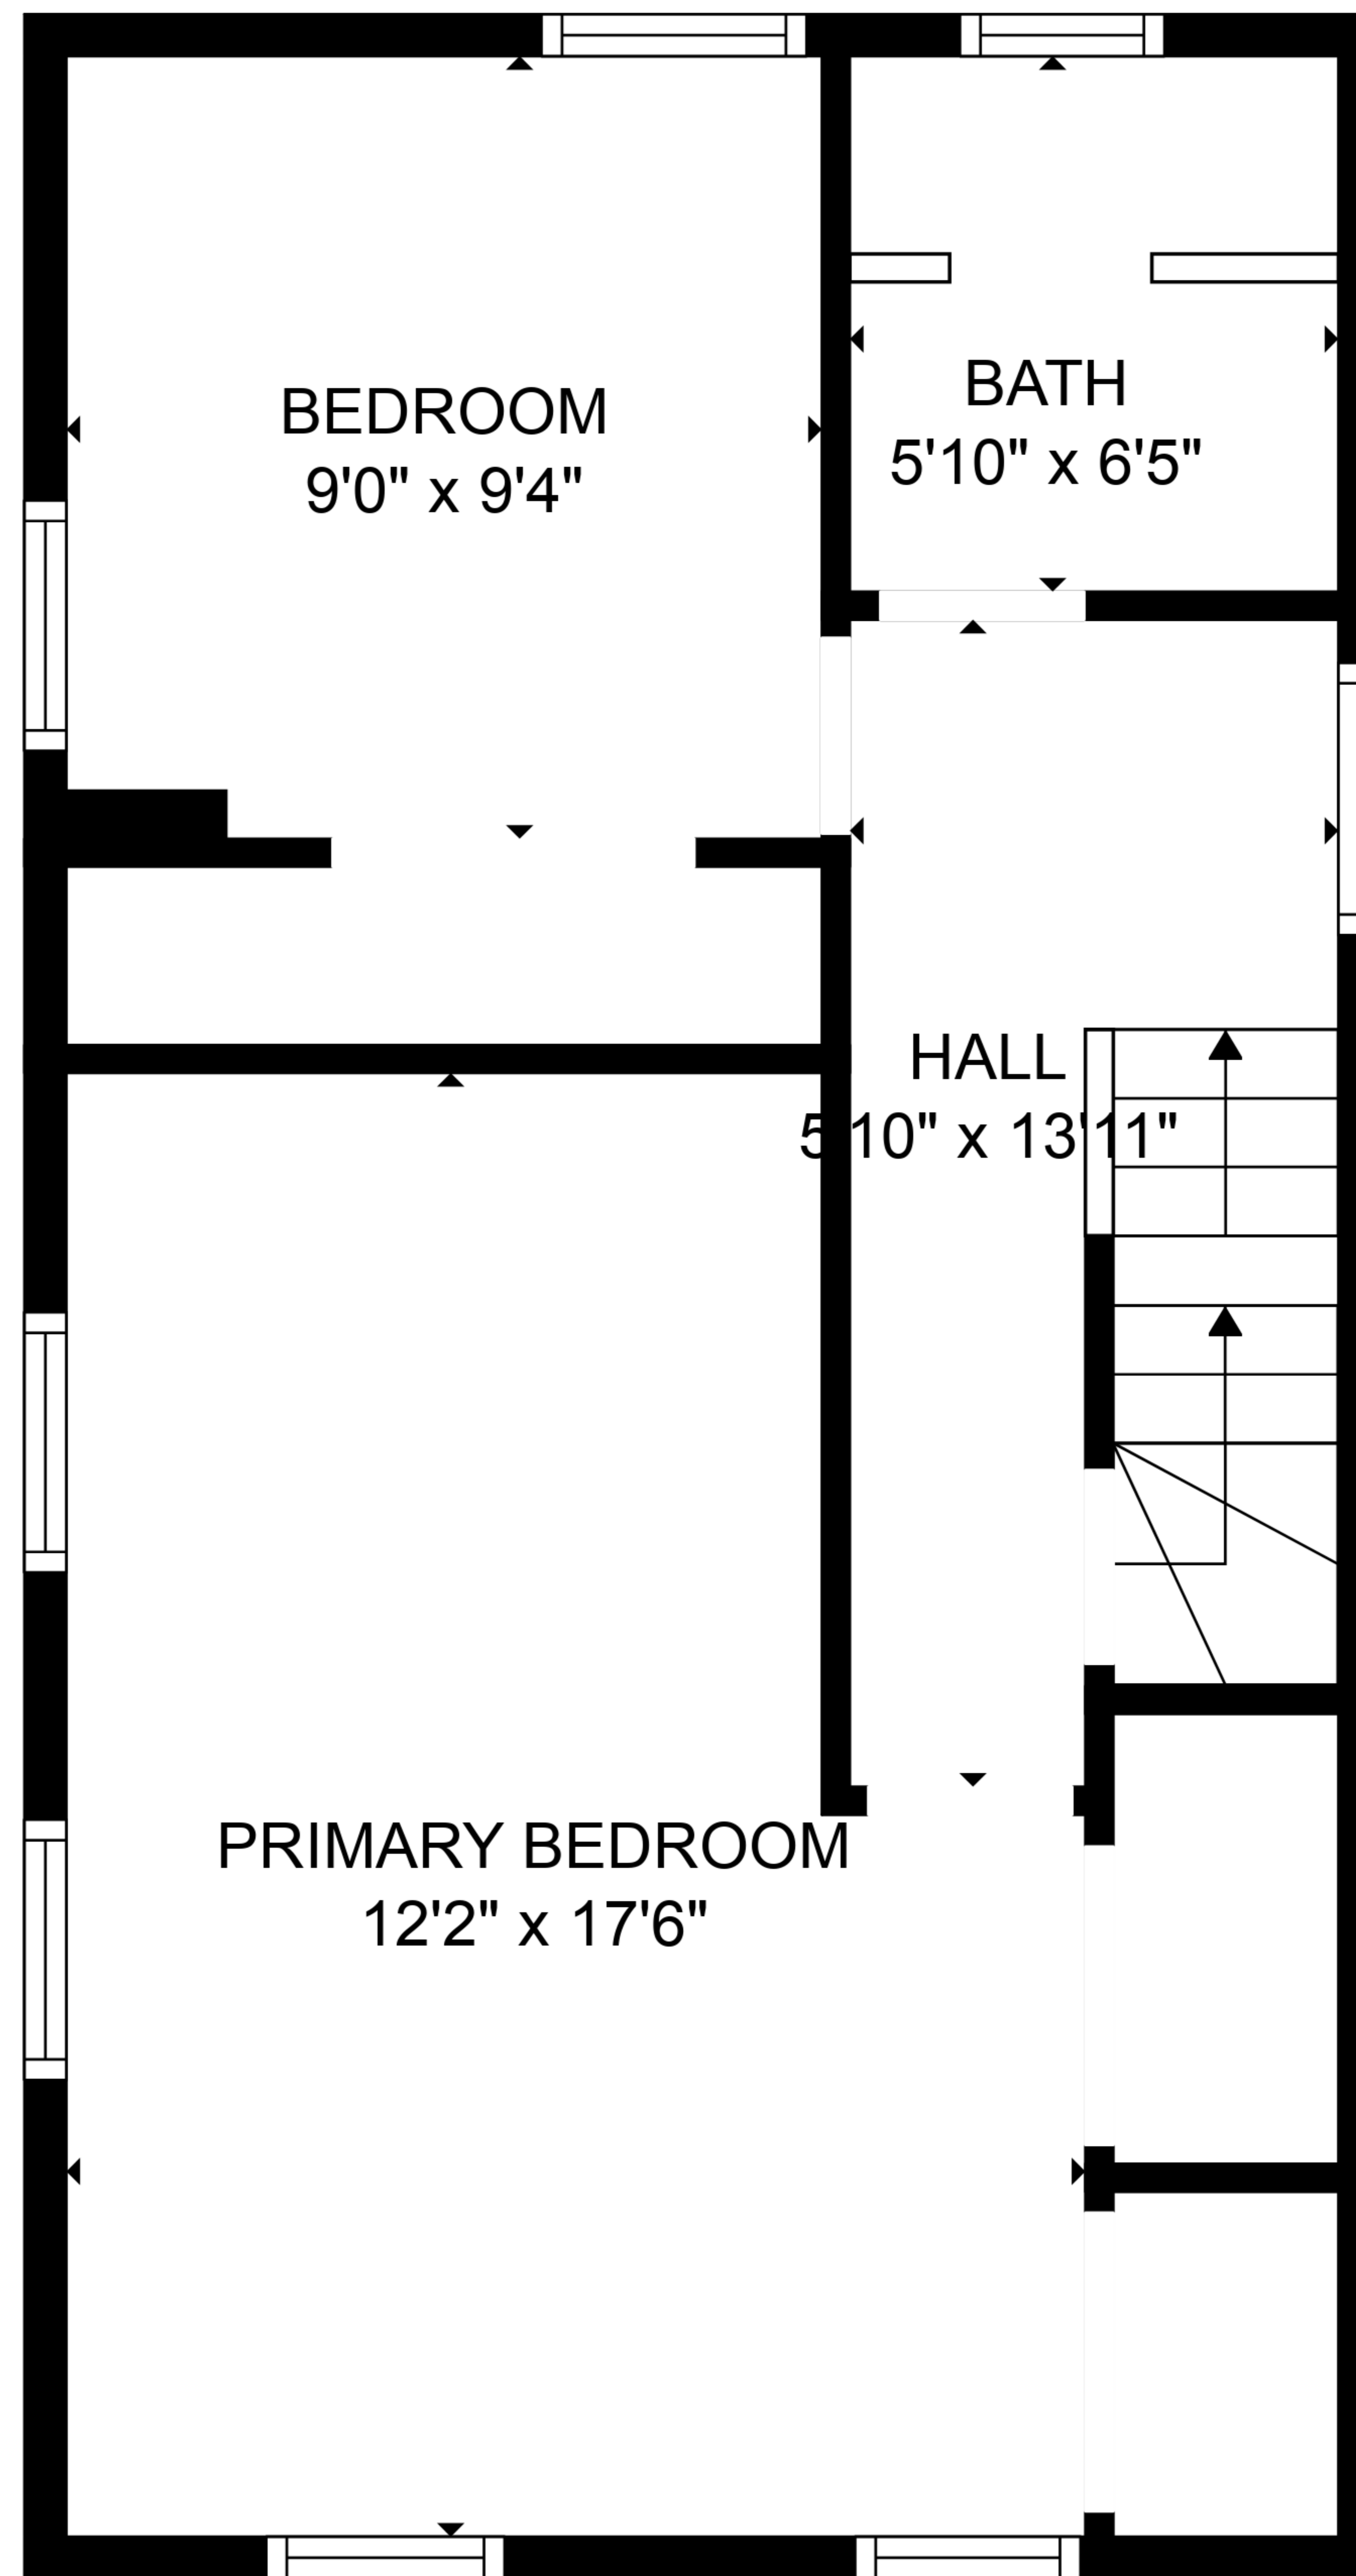 BEDROOM
9'0" x 9'4"
BATH
5'10" x 6'5"
HALL
5'10" x 13'11"
PRIMARY BEDROOM
12'2" x 17'6"